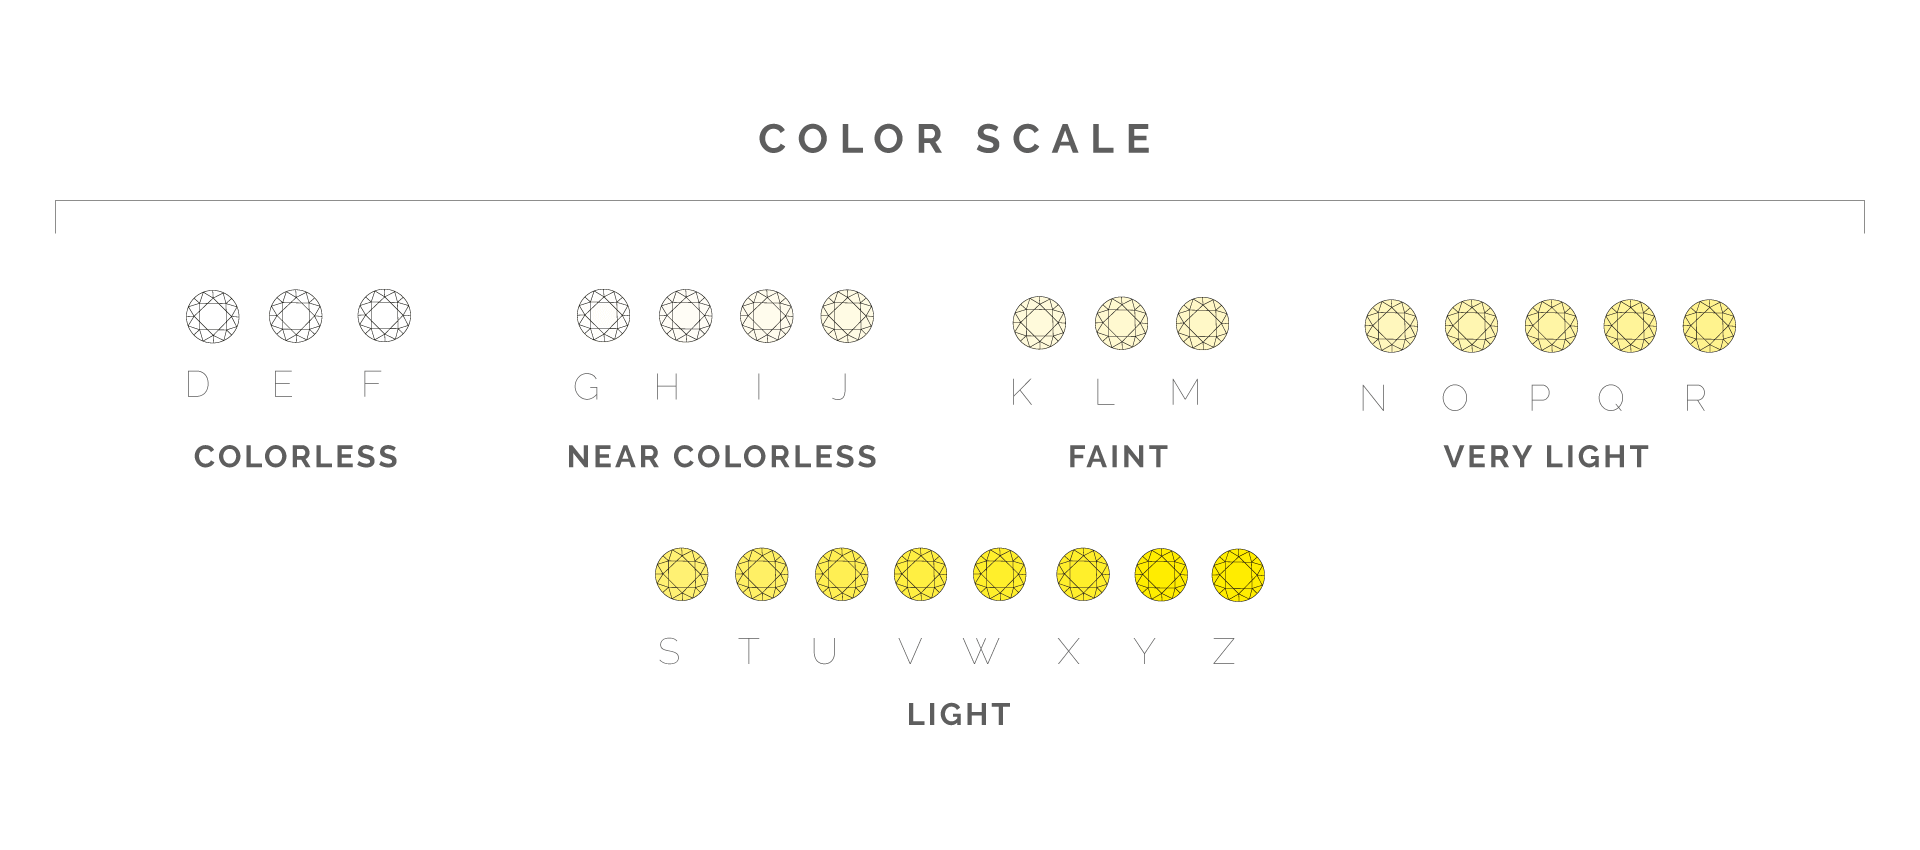 COLOR SCALE
D E F
COLORLESS
G H I J
NEAR COLORLESS
K L M
FAINT
N O P Q R
VERY LIGHT
S T U V W X Y Z
LIGHT